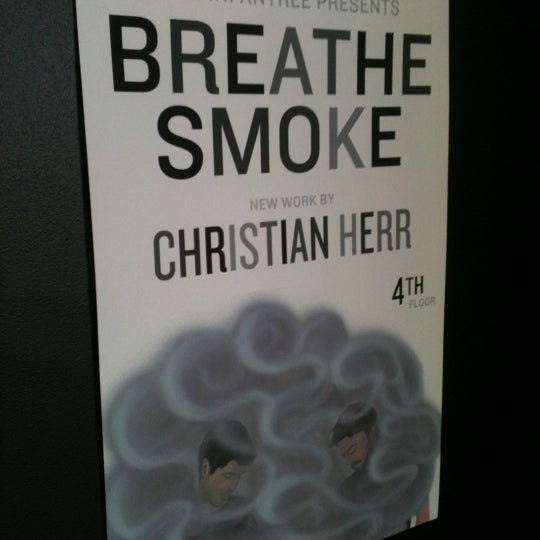 PRESENTS
BREATHE
SMOKE
NEW WORK BY
CHRISTIAN HERR
4TH
FLOOR